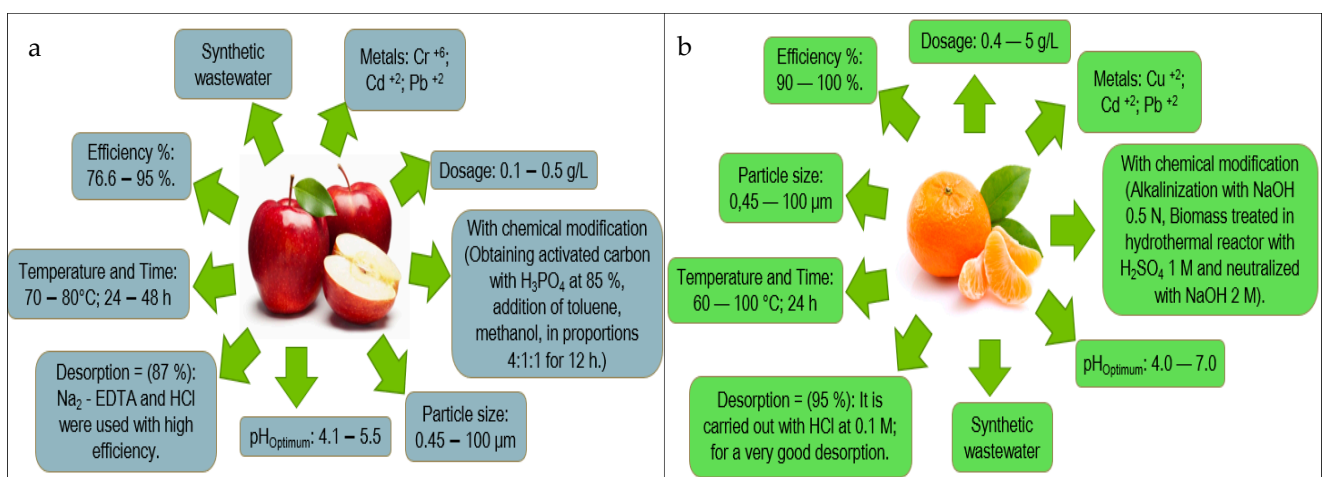 a
Synthetic
wastewater
Metals: Cr ⁺⁶;
Cd ⁺²; Pb ⁺²
Efficiency %:
76.6 – 95 %.
Dosage: 0.1 – 0.5 g/L
With chemical modification
(Obtaining activated carbon
with H₃PO₄ at 85 %,
addition of toluene,
methanol, in proportions
4:1:1 for 12 h.)
Temperature and Time:
70 – 80°C; 24 – 48 h
Desorption = (87 %):
Na₂ - EDTA and HCl
were used with high
efficiency.
pHOptimum: 4.1 – 5.5
Particle size:
0.45 – 100 µm
b
Efficiency %:
90 — 100 %.
Dosage: 0.4 — 5 g/L
Metals: Cu ⁺²;
Cd ⁺²; Pb ⁺²
Particle size:
0,45 — 100 µm
With chemical modification
(Alkalinization with NaOH
0.5 N, Biomass treated in
hydrothermal reactor with
H₂SO₄ 1 M and neutralized
with NaOH 2 M).
Temperature and Time:
60 — 100 °C; 24 h
Desorption = (95 %): It is
carried out with HCl at 0.1 M;
for a very good desorption.
Synthetic
wastewater
pHOptimum: 4.0 — 7.0